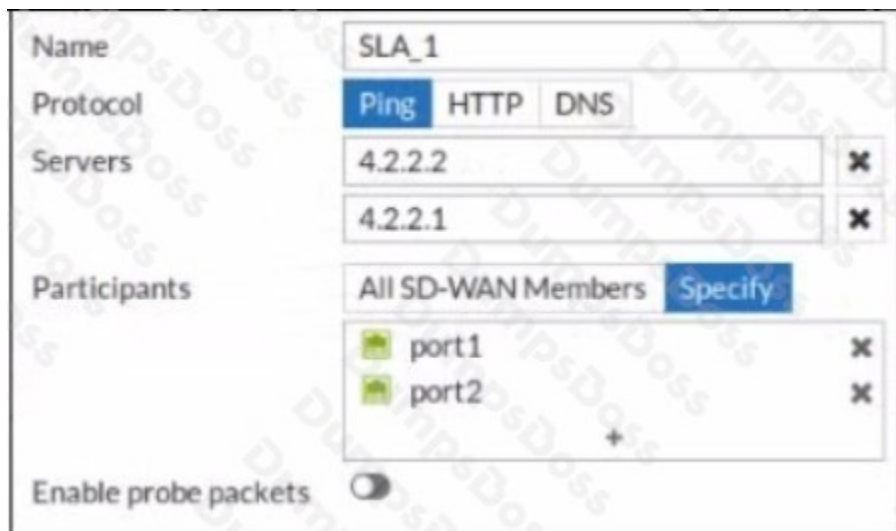 Name SLA_1
Protocol Ping HTTP DNS
Servers 4.2.2.2
4.2.2.1
Participants All SD-WAN Members Specify
port1
port2
+
Enable probe packets
DumpsDoss